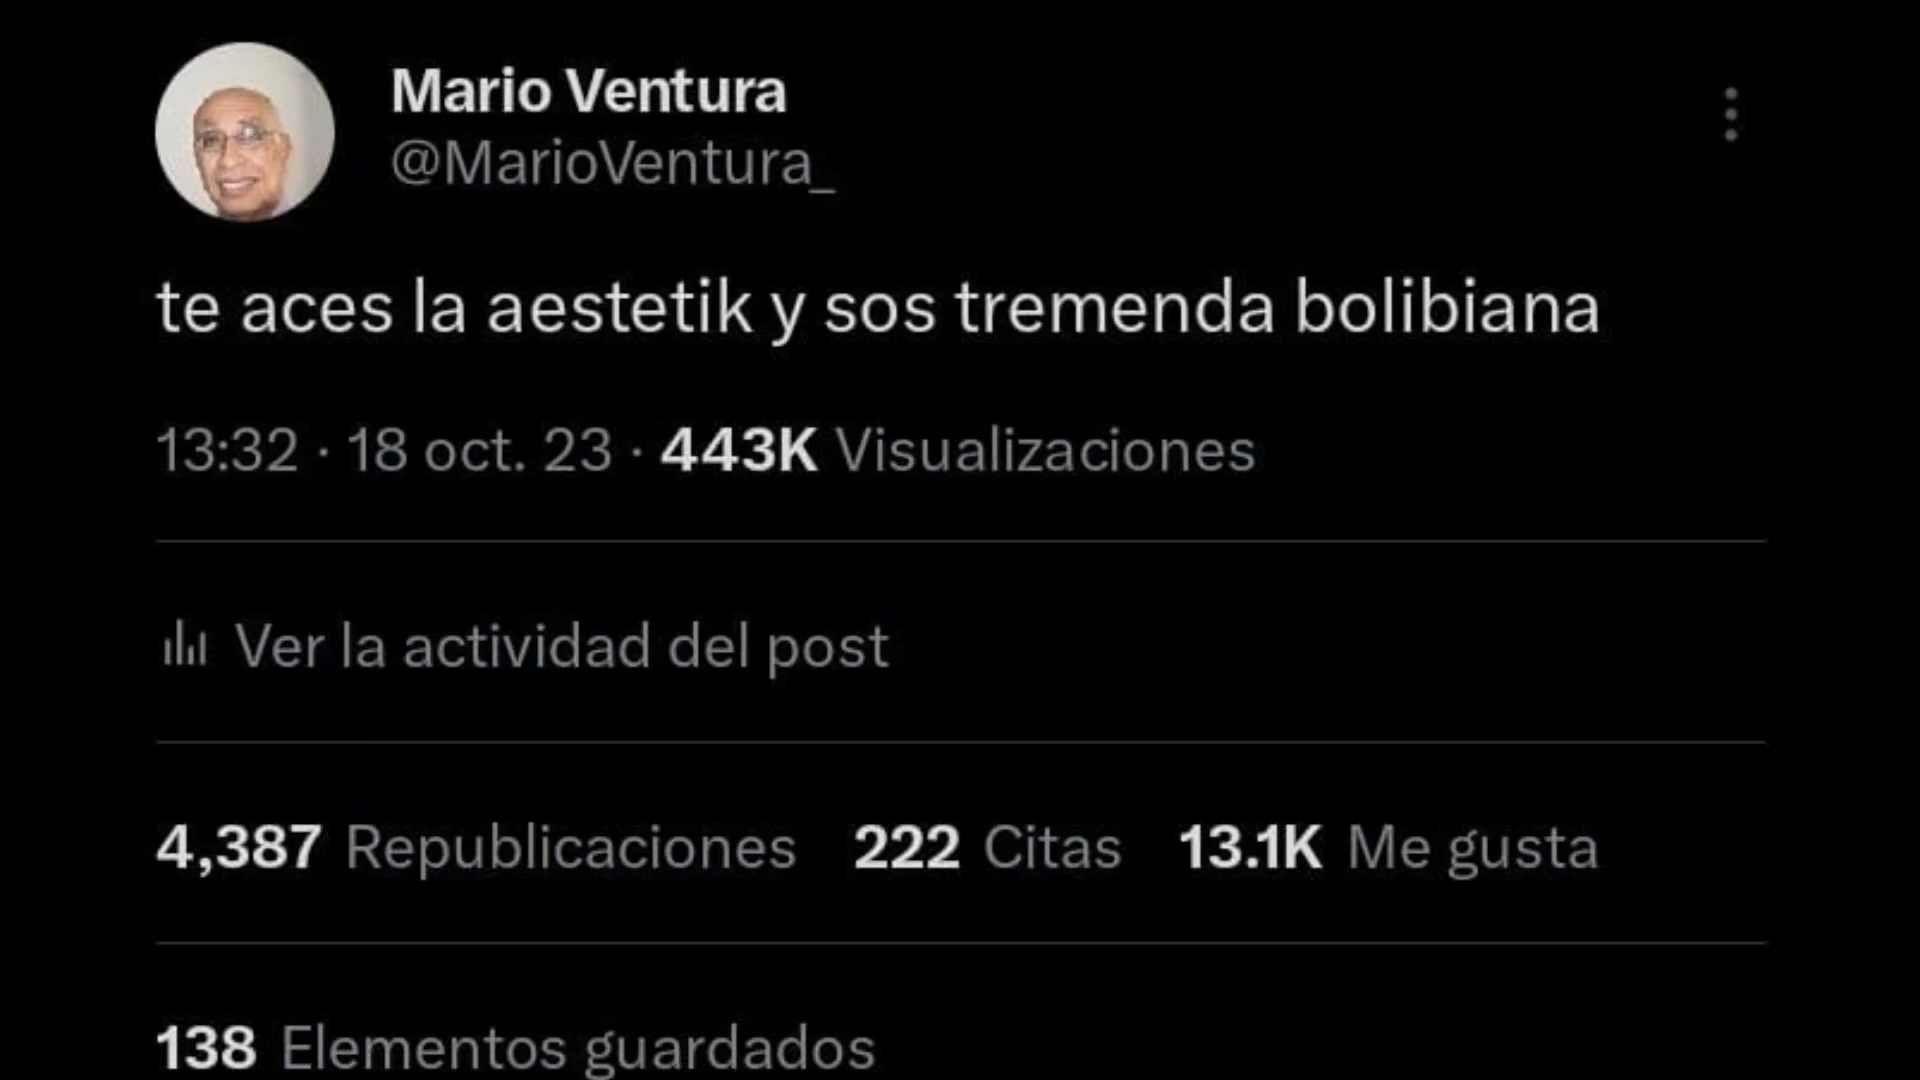 Mario Ventura
@MarioVentura_
te aces la aestetik y sos tremenda bolibiana
13:32 · 18 oct. 23 · 443K Visualizaciones
Ver la actividad del post
4,387 Republicaciones 222 Citas 13.1K Me gusta
138 Elementos guardados